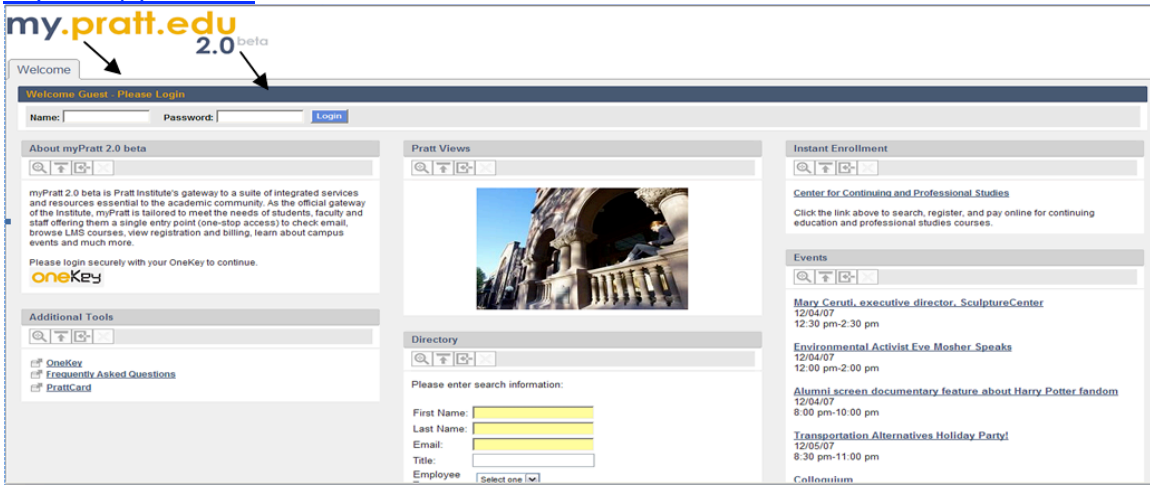 my.pratt.edu
2.0 beta
Welcome
Welcome Guest - Please Login
Name:
Password:
Login
About myPratt 2.0 beta
myPratt 2.0 beta is Pratt Institute's gateway to a suite of integrated services
and resources essential to the academic community. As the official gateway
of the Institute, myPratt is tailored to meet the needs of students, faculty and
staff offering them a single entry point (one-stop access) to check email,
browse LMS courses, view registration and billing, learn about campus
events and much more.
Please login securely with your OneKey to continue.
oneKey
Additional Tools
OneKey
Frequently Asked Questions
PrattCard
Pratt Views
Directory
Please enter search information:
First Name:
Last Name:
Email:
Title:
Employee
Select one
Instant Enrollment
Center for Continuing and Professional Studies
Click the link above to search, register, and pay online for continuing
education and professional studies courses.
Events
Mary Ceruti, executive director, SculptureCenter
12/04/07
12:30 pm-2:30 pm
Environmental Activist Eve Mosher Speaks
12/04/07
12:00 pm-2:00 pm
Alumni screen documentary feature about Harry Potter fandom
12/04/07
8:00 pm-10:00 pm
Transportation Alternatives Holiday Party!
12/05/07
8:30 pm-11:00 pm
Colloquium